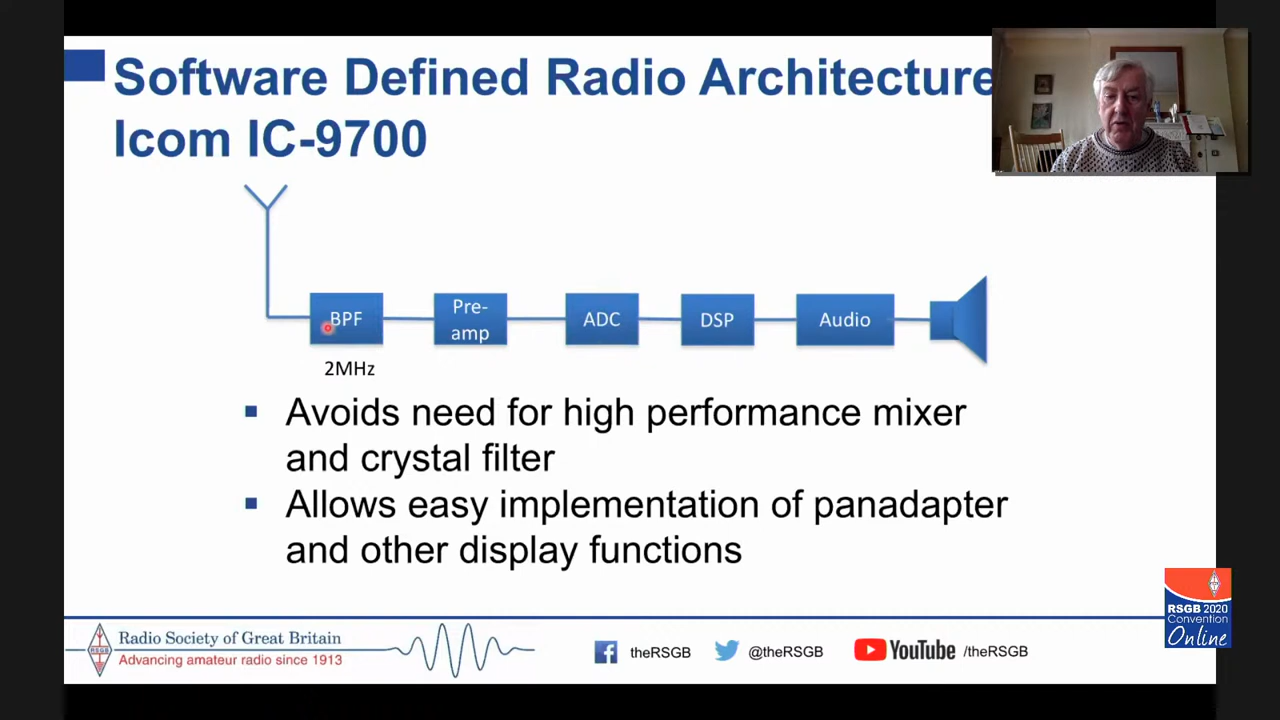 Software Defined Radio Architecture
Icom IC-9700
BPF
Pre-
amp
ADC
DSP
Audio
2MHz
Avoids need for high performance mixer
and crystal filter
Allows easy implementation of panadapter
and other display functions
RSGB 2020
Convention
Online
RSGB
Radio Society of Great Britain
Advancing amateur radio since 1913
theRSGB
@theRSGB
YouTube /theRSGB